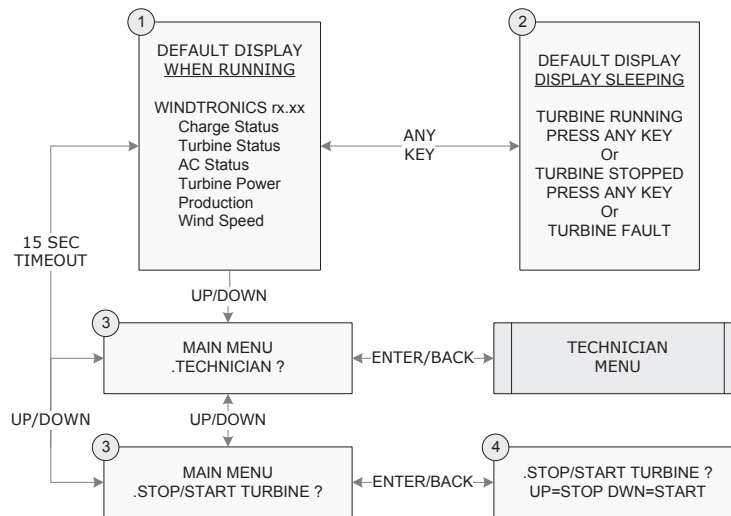 1
DEFAULT DISPLAY
WHEN RUNNING
WINDTRONICS rx.xx
Charge Status
Turbine Status
AC Status
Turbine Power
Production
Wind Speed
ANY
KEY
2
DEFAULT DISPLAY
DISPLAY SLEEPING
TURBINE RUNNING
PRESS ANY KEY
Or
TURBINE STOPPED
PRESS ANY KEY
Or
TURBINE FAULT
15 SEC
TIMEOUT
UP/DOWN
3
MAIN MENU
.TECHNICIAN ?
ENTER/BACK
TECHNICIAN
MENU
UP/DOWN
UP/DOWN
3
MAIN MENU
.STOP/START TURBINE ?
ENTER/BACK
4
.STOP/START TURBINE ?
UP=STOP DWN=START